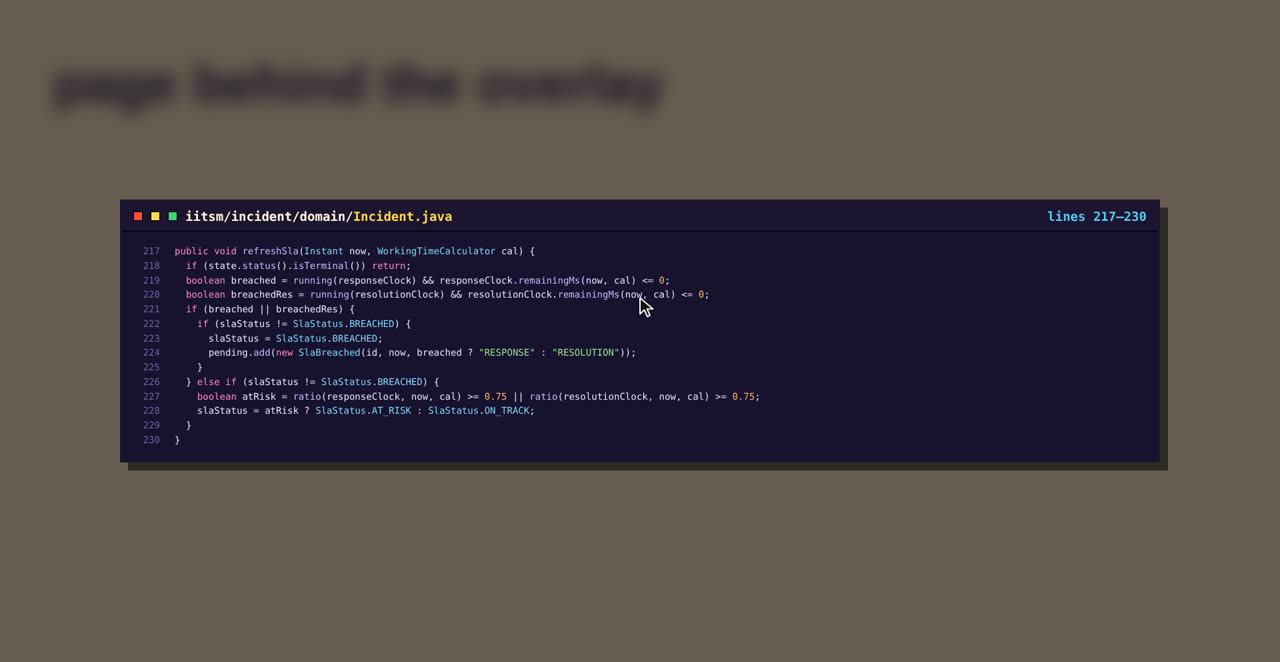 page behind the overlay
iitsm/incident/domain/Incident.java
lines 217–230
217 public void refreshSla(Instant now, WorkingTimeCalculator cal) {
218   if (state.status().isTerminal()) return;
219   boolean breached = running(responseClock) && responseClock.remainingMs(now, cal) <= 0;
220   boolean breachedRes = running(resolutionClock) && resolutionClock.remainingMs(now, cal) <= 0;
221   if (breached || breachedRes) {
222     if (slaStatus != SlaStatus.BREACHED) {
223       slaStatus = SlaStatus.BREACHED;
224       pending.add(new SlaBreached(id, now, breached ? "RESPONSE" : "RESOLUTION"));
225     }
226   } else if (slaStatus != SlaStatus.BREACHED) {
227     boolean atRisk = ratio(responseClock, now, cal) >= 0.75 || ratio(resolutionClock, now, cal) >= 0.75;
228     slaStatus = atRisk ? SlaStatus.AT_RISK : SlaStatus.ON_TRACK;
229   }
230 }